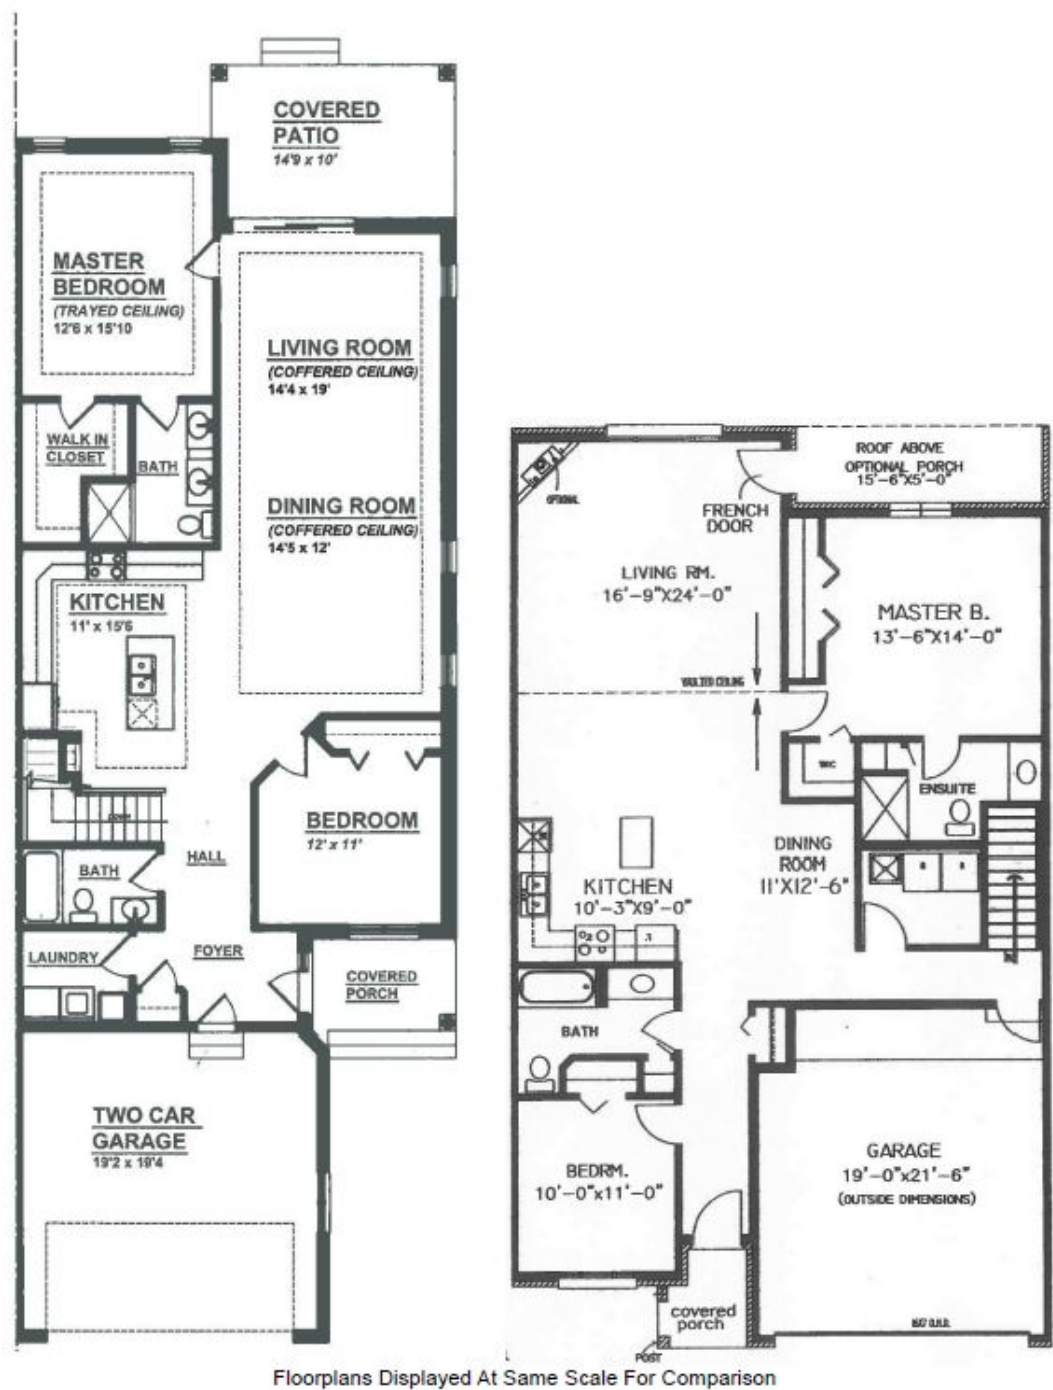 COVERED
PATIO
14'9 x 10'
MASTER
BEDROOM
(TRAYED CEILING)
12'6 x 15'10
LIVING ROOM
(COFFERED CEILING)
14'4 x 19'
WALK IN
CLOSET
BATH
DINING ROOM
(COFFERED CEILING)
14'5 x 12'
KITCHEN
11' x 15'6
DOWN
BEDROOM
12' x 11'
HALL
BATH
LAUNDRY
FOYER
COVERED
PORCH
TWO CAR
GARAGE
19'2 x 19'4
ROOF ABOVE
OPTIONAL PORCH
15'-6"X5'-0"
OPTIONAL
FRENCH
DOOR
LIVING RM.
16'-9"X24'-0"
MASTER B.
13'-6"X14'-0"
VAULTED CEILING
ENSUITE
DINING
ROOM
11'X12'-6"
KITCHEN
10'-3"X9'-0"
BATH
BEDRM.
10'-0"x11'-0"
GARAGE
19'-0"x21'-6"
(OUTSIDE DIMENSIONS)
covered
porch
POST
Floorplans Displayed At Same Scale For Comparison